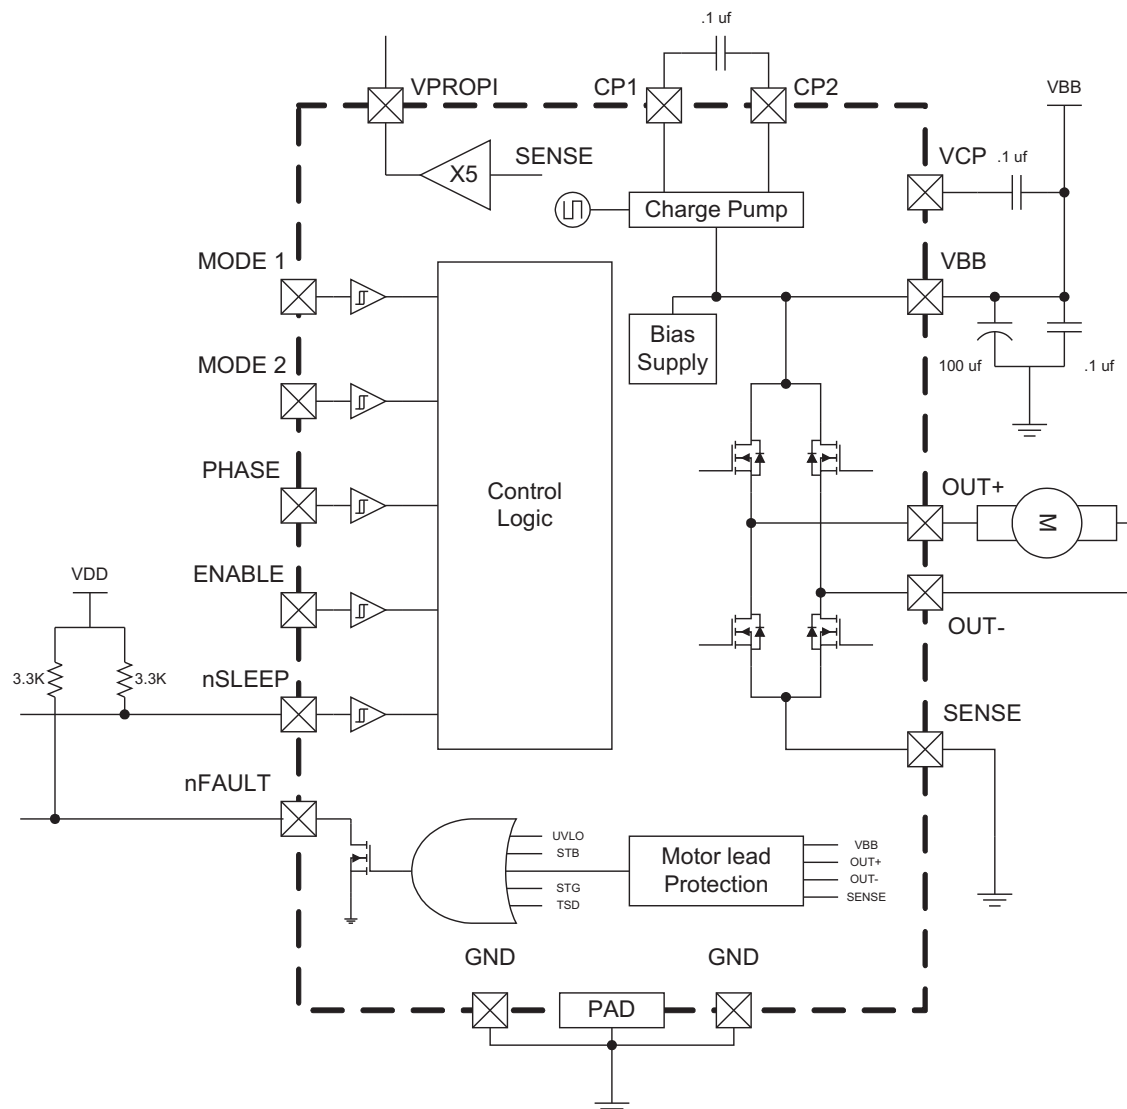 .1 uf
VPROPI
CP1
CP2
VBB
X5
SENSE
VCP
.1 uf
Charge Pump
MODE 1
VBB
Bias
Supply
MODE 2
100 uf
.1 uf
PHASE
Control
Logic
OUT+
M
ENABLE
VDD
OUT-
3.3K
3.3K
nSLEEP
SENSE
nFAULT
UVLO
STB
STG
TSD
Motor lead
Protection
VBB
OUT+
OUT-
SENSE
GND
GND
PAD